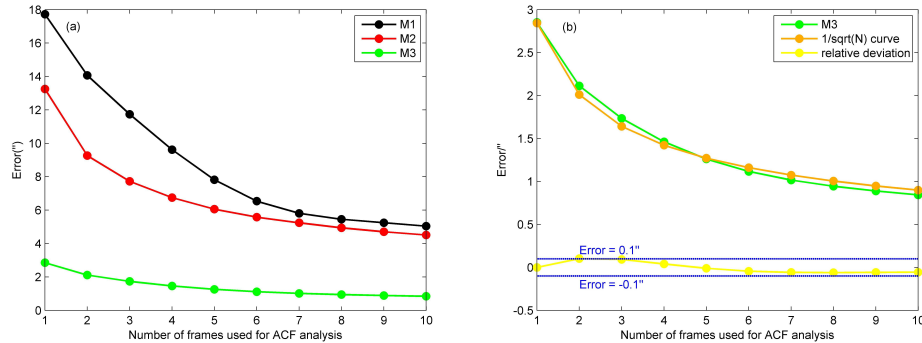 (a)
M1
M2
M3
18
16
14
12
10
8
6
4
2
0
Error('')
1 2 3 4 5 6 7 8 9 10
Number of frames used for ACF analysis
(b)
M3
1/sqrt(N) curve
relative deviation
3
2.5
2
1.5
1
0.5
0
-0.5
Error/''
Error = 0.1''
Error = -0.1''
1 2 3 4 5 6 7 8 9 10
Number of frames used for ACF analysis